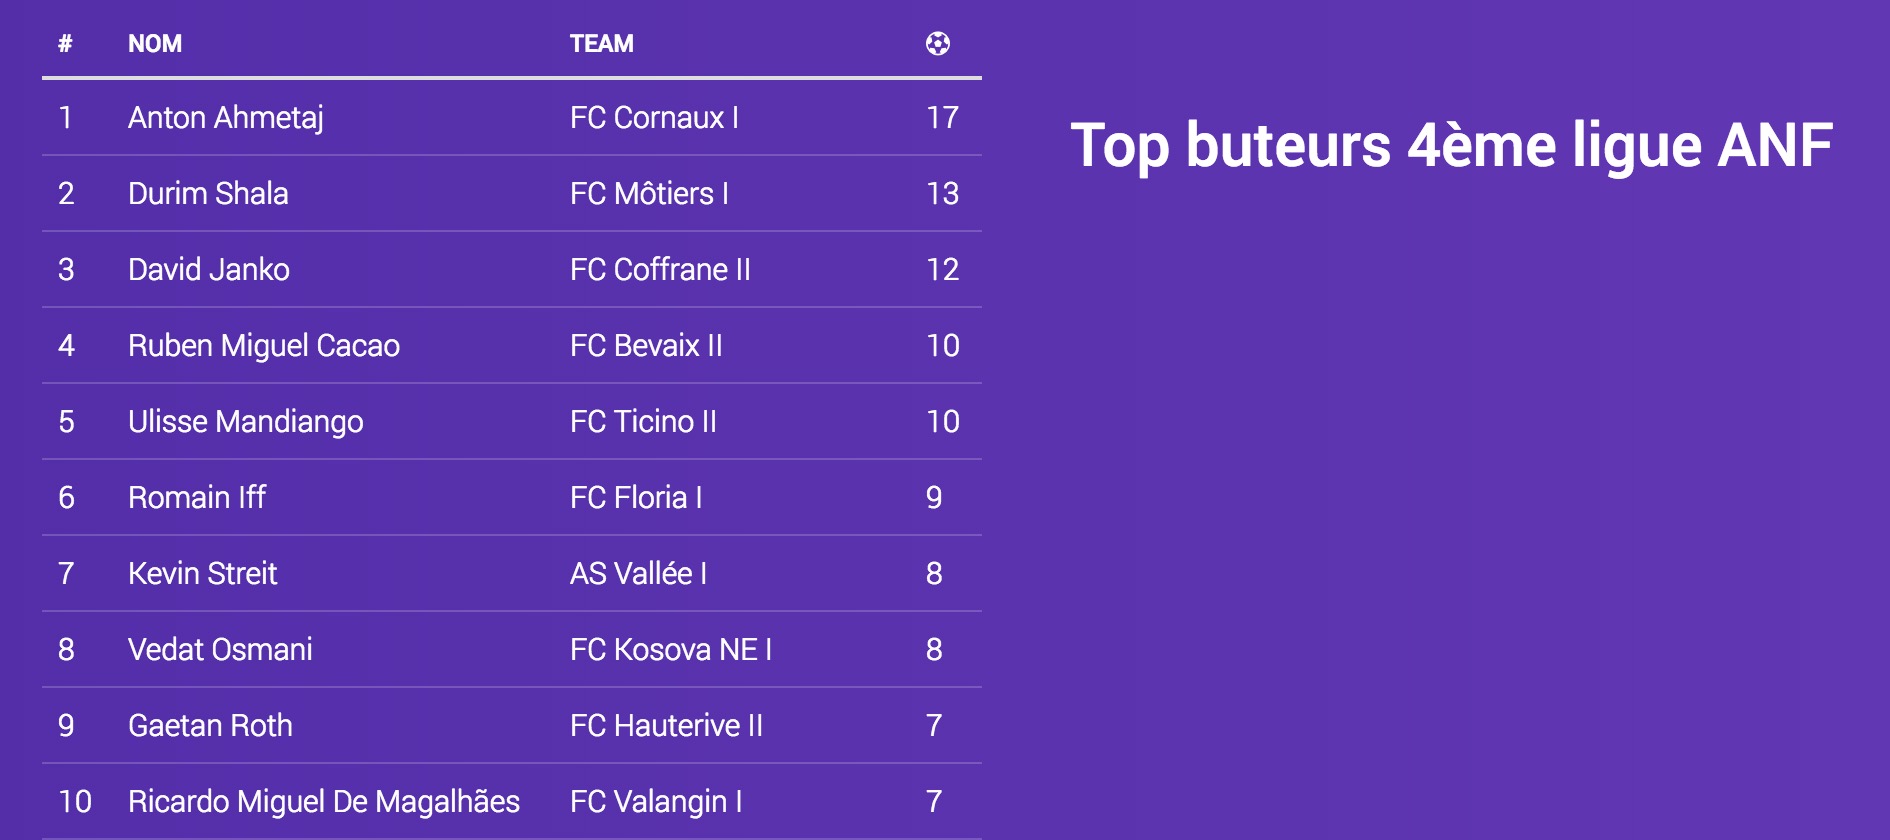 # NOM TEAM
1 Anton Ahmetaj FC Cornaux I 17
2 Durim Shala FC Môtiers I 13
3 David Janko FC Coffrane II 12
4 Ruben Miguel Cacao FC Bevaix II 10
5 Ulisse Mandiango FC Ticino II 10
6 Romain Iff FC Floria I 9
7 Kevin Streit AS Vallée I 8
8 Vedat Osmani FC Kosova NE I 8
9 Gaetan Roth FC Hauterive II 7
10 Ricardo Miguel De Magalhães FC Valangin I 7
Top buteurs 4ème ligue ANF